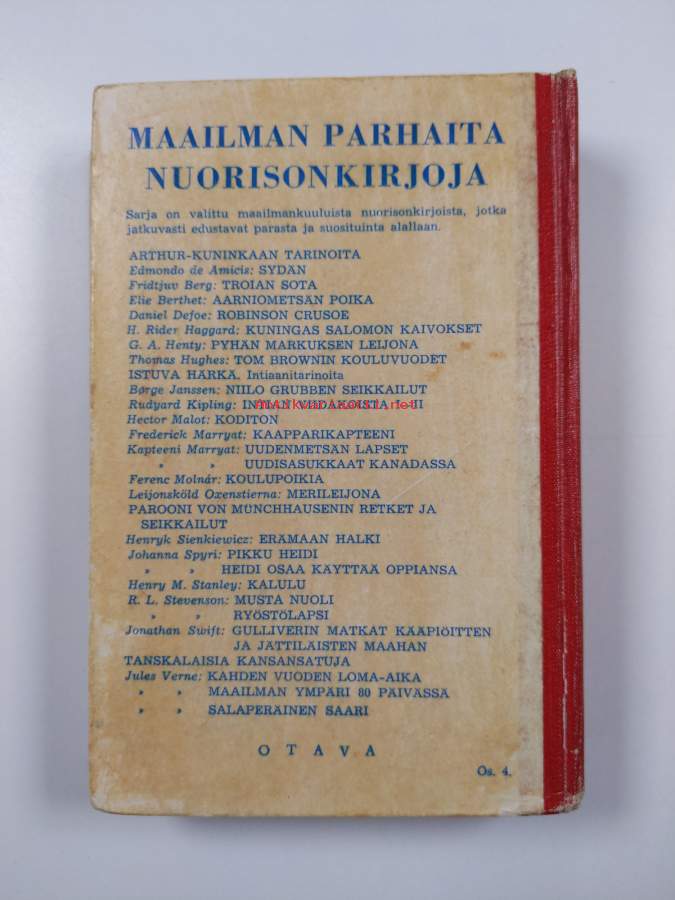 MAAILMAN PARHAITA
NUORISONKIRJOJA
Sarja on valittu maailmankuuluista nuorisonkirjoista, jotka
jatkuvasti edustavat parasta ja suosituinta alallaan.
ARTHUR-KUNINKAAN TARINOITA
Edmondo de Amicis: SYDÄN
Fridtjuv Berg: TROIAN SOTA
Elie Berthet: AARNIOMETSÄN POIKA
Daniel Defoe: ROBINSON CRUSOE
H. Rider Haggard: KUNINGAS SALOMON KAIVOKSET
G. A. Henty: PYHÄN MARKUKSEN LEIJONA
Thomas Hughes: TOM BROWNIN KOULUVUODET
ISTUVA HÄRKÄ, Intiaanitarinoita
Børge Janssen: NIILO GRUBBEN SEIKKAILUT
Rudyard Kipling: INTIAN VIIDAKOISTA I—II
Hector Malot: KODITON
Frederick Marryat: KAAPPARIKAPTEENI
Kapteeni Marryat: UUDENMETSÄN LAPSET
» » UUDISASUKKAAT KANADASSA
Ferenc Molnár: KOULUPOIKIA
Leijonsköld Oxenstierna: MERILEIJONA
PAROONI VON MÜNCHHAUSENIN RETKET JA
SEIKKAILUT
Henryk Sienkiewicz: ERÄMAAN HALKI
Johanna Spyri: PIKKU HEIDI
» » HEIDI OSAA KÄYTTÄÄ OPPIANSA
Henry M. Stanley: KALULU
R. L. Stevenson: MUSTA NUOLI
» » RYÖSTÖLAPSI
Jonathan Swift: GULLIVERIN MATKAT KÄÄPIÖITTEN
JA JÄTTILÄISTEN MAAHAN
TANSKALAISIA KANSANSATUJA
Jules Verne: KAHDEN VUODEN LOMA-AIKA
» » MAAILMAN YMPÄRI 80 PÄIVÄSSÄ
» » SALAPERÄINEN SAARI
OTAVA
Os. 4.